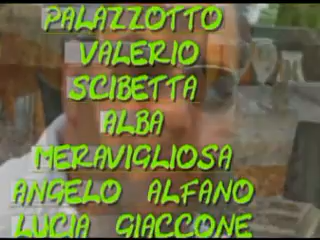 PALAZZOTTO
VALERIO
SCIBETTA
ALBA
MERAVIGLIOSA
ANGELO ALFANO
LUCIA GIACCONE